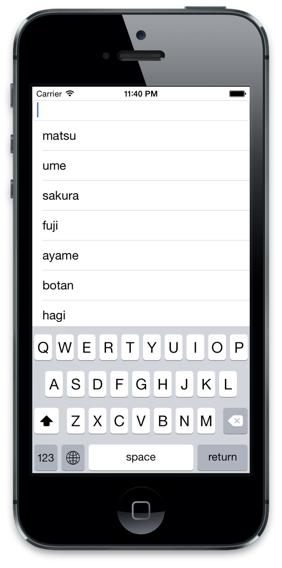 Carrier 11:40 PM
matsu
ume
sakura
fuji
ayame
botan
hagi
Q W E R T Y U I O P
A S D F G H J K L
Z X C V B N M
123 space return